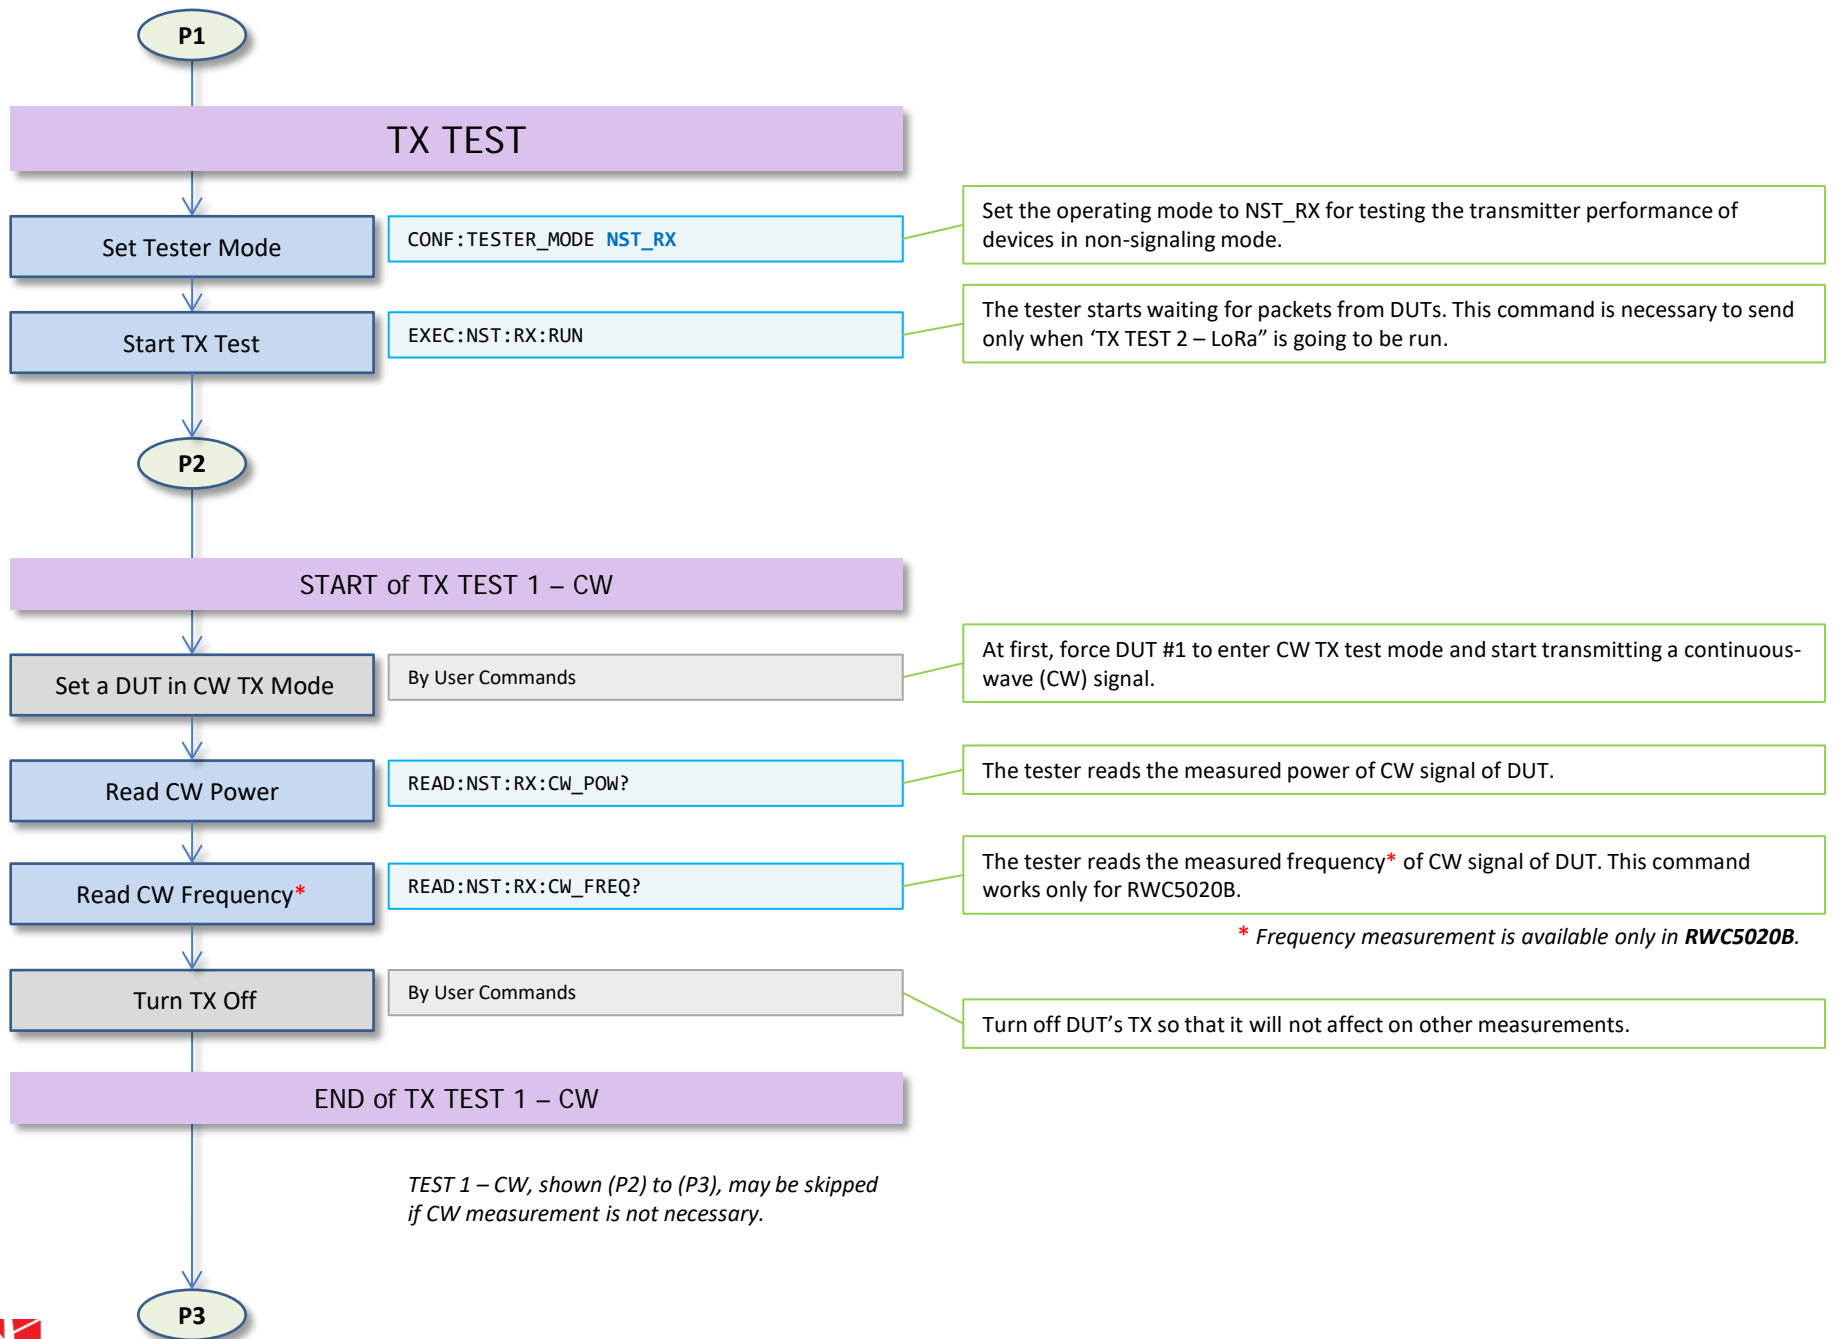 P1
TX TEST
Set Tester Mode
CONF:TESTER_MODE NST_RX
Set the operating mode to NST_RX for testing the transmitter performance of
devices in non-signaling mode.
Start TX Test
EXEC:NST:RX:RUN
The tester starts waiting for packets from DUTs. This command is necessary to send
only when ‘TX TEST 2 – LoRa” is going to be run.
P2
START of TX TEST 1 – CW
Set a DUT in CW TX Mode
By User Commands
At first, force DUT #1 to enter CW TX test mode and start transmitting a continuous-
wave (CW) signal.
Read CW Power
READ:NST:RX:CW_POW?
The tester reads the measured power of CW signal of DUT.
Read CW Frequency*
READ:NST:RX:CW_FREQ?
The tester reads the measured frequency* of CW signal of DUT. This command
works only for RWC5020B.
* Frequency measurement is available only in RWC5020B.
Turn TX Off
By User Commands
Turn off DUT’s TX so that it will not affect on other measurements.
END of TX TEST 1 – CW
TEST 1 – CW, shown (P2) to (P3), may be skipped
if CW measurement is not necessary.
P3